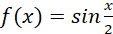 f(x) = sin x/2